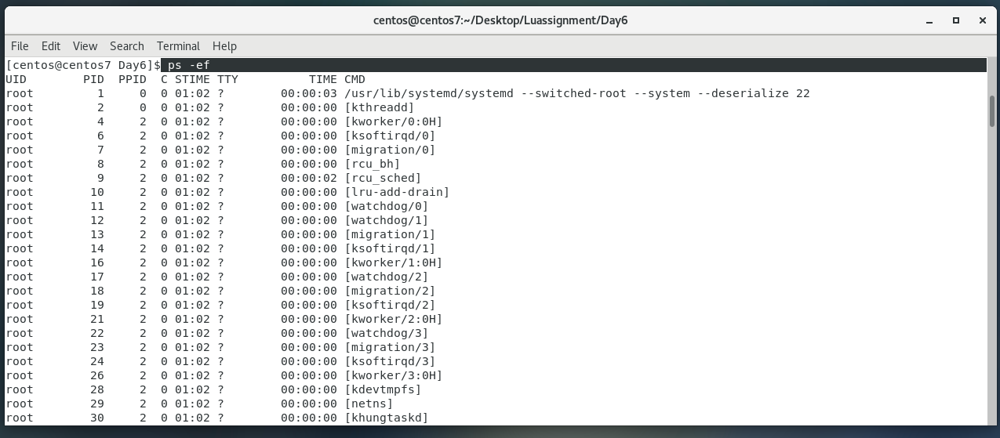 centos@centos7:~/Desktop/Luassignment/Day6
File Edit View Search Terminal Help
[centos@centos7 Day6]$ ps -ef
UID        PID  PPID  C STIME TTY          TIME CMD
root         1     0  0 01:02 ?        00:00:03 /usr/lib/systemd/systemd --switched-root --system --deserialize 22
root         2     0  0 01:02 ?        00:00:00 [kthreadd]
root         4     2  0 01:02 ?        00:00:00 [kworker/0:0H]
root         6     2  0 01:02 ?        00:00:00 [ksoftirqd/0]
root         7     2  0 01:02 ?        00:00:00 [migration/0]
root         8     2  0 01:02 ?        00:00:00 [rcu_bh]
root         9     2  0 01:02 ?        00:00:02 [rcu_sched]
root        10     2  0 01:02 ?        00:00:00 [lru-add-drain]
root        11     2  0 01:02 ?        00:00:00 [watchdog/0]
root        12     2  0 01:02 ?        00:00:00 [watchdog/1]
root        13     2  0 01:02 ?        00:00:00 [migration/1]
root        14     2  0 01:02 ?        00:00:00 [ksoftirqd/1]
root        16     2  0 01:02 ?        00:00:00 [kworker/1:0H]
root        17     2  0 01:02 ?        00:00:00 [watchdog/2]
root        18     2  0 01:02 ?        00:00:00 [migration/2]
root        19     2  0 01:02 ?        00:00:00 [ksoftirqd/2]
root        21     2  0 01:02 ?        00:00:00 [kworker/2:0H]
root        22     2  0 01:02 ?        00:00:00 [watchdog/3]
root        23     2  0 01:02 ?        00:00:00 [migration/3]
root        24     2  0 01:02 ?        00:00:00 [ksoftirqd/3]
root        26     2  0 01:02 ?        00:00:00 [kworker/3:0H]
root        28     2  0 01:02 ?        00:00:00 [kdevtmpfs]
root        29     2  0 01:02 ?        00:00:00 [netns]
root        30     2  0 01:02 ?        00:00:00 [khungtaskd]